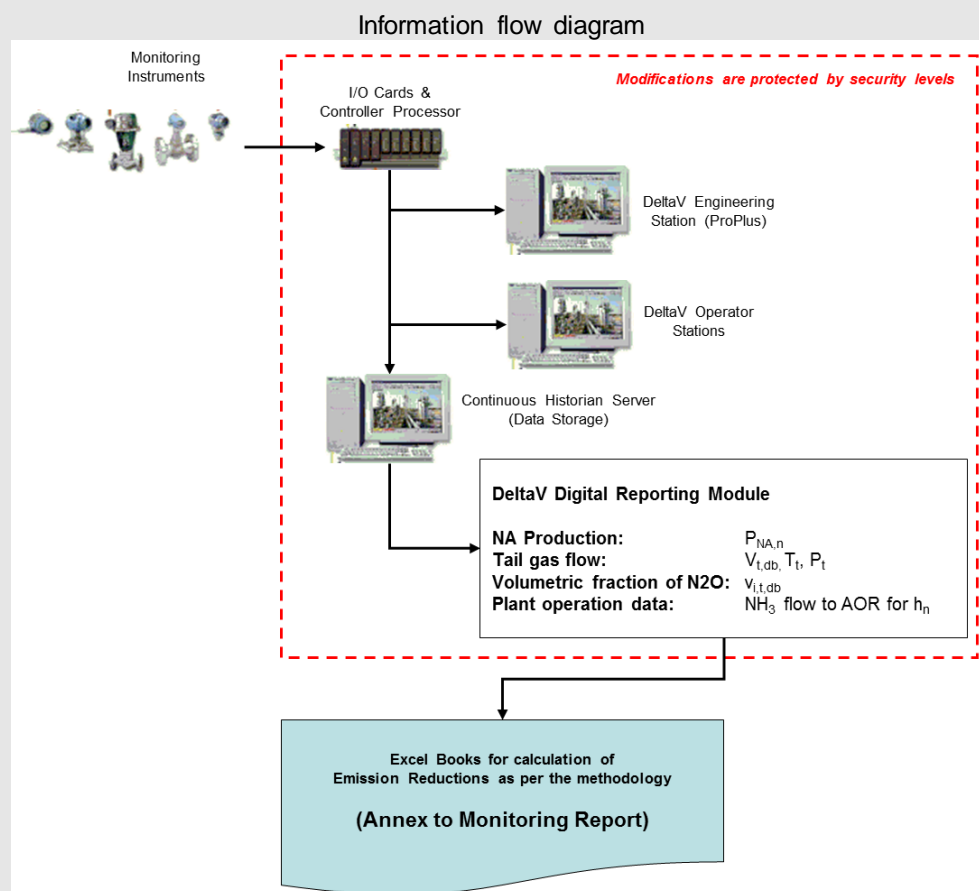 Information flow diagram
Monitoring
Instruments
Modifications are protected by security levels
I/O Cards &
Controller Processor
DeltaV Engineering
Station (ProPlus)
DeltaV Operator
Stations
Continuous Historian Server
(Data Storage)
DeltaV Digital Reporting Module
NA Production: P_NA,n
Tail gas flow: V_t,db, T_t, P_t
Volumetric fraction of N2O: v_i,t,db
Plant operation data: NH₃ flow to AOR for h_n
Excel Books for calculation of
Emission Reductions as per the methodology
(Annex to Monitoring Report)